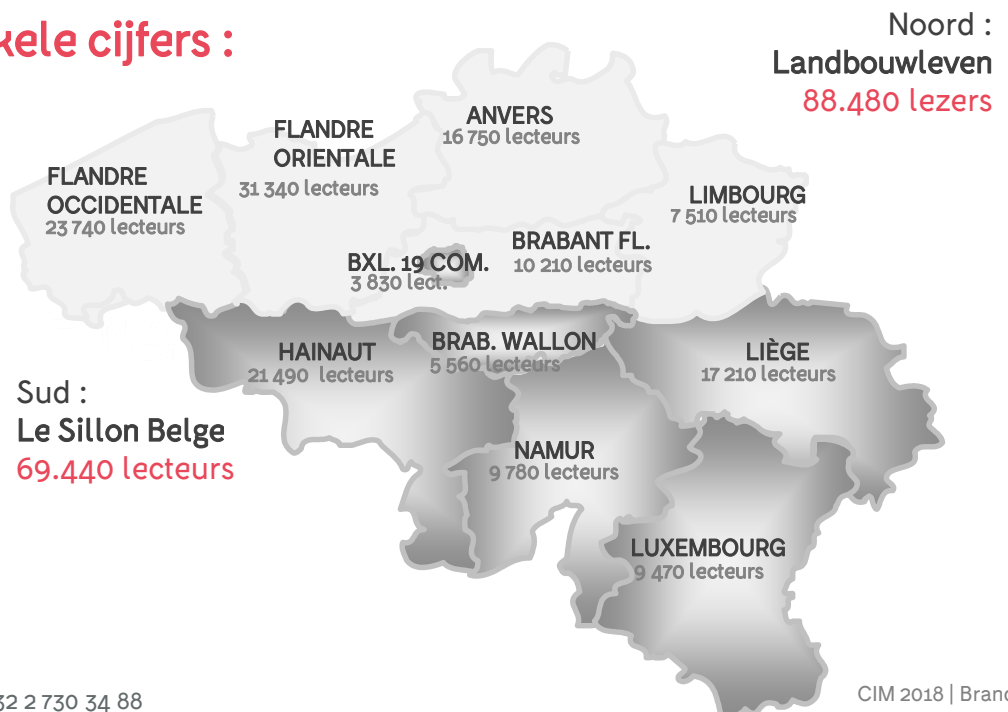 kele cijfers :
Noord :
Landbouwleven
88.480 lezers
ANVERS
16 750 lecteurs
FLANDRE
ORIENTALE
31 340 lecteurs
FLANDRE
OCCIDENTALE
23 740 lecteurs
LIMBOURG
7 510 lecteurs
BRABANT FL.
10 210 lecteurs
BXL. 19 COM.
3 830 lect.
BRAB. WALLON
5 560 lecteurs
HAINAUT
21 490 lecteurs
LIÈGE
17 210 lecteurs
Sud :
Le Sillon Belge
69.440 lecteurs
NAMUR
9 780 lecteurs
LUXEMBOURG
9 470 lecteurs
32 2 730 34 88
CIM 2018 | Brand